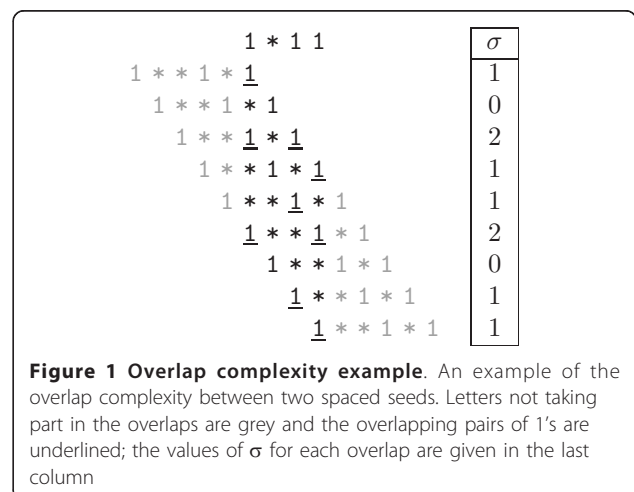 1 * 1 1 σ
1 * * 1 * 1 1
1 * * 1 * 1 0
1 * * 1 * 1 2
1 * * 1 * 1 1
1 * * 1 * 1 1
1 * * 1 * 1 2
1 * * 1 * 1 0
1 * * 1 * 1 1
1 * * 1 * 1 1
Figure 1 Overlap complexity example. An example of the
overlap complexity between two spaced seeds. Letters not taking
part in the overlaps are grey and the overlapping pairs of 1's are
underlined; the values of σ for each overlap are given in the last
column